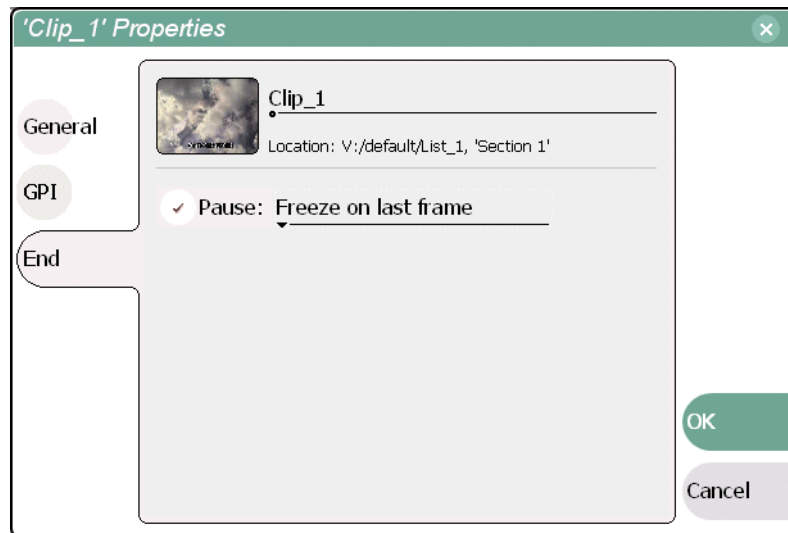 'Clip_1' Properties
General
GPI
End
Clip_1
Location: V:/default/List_1, 'Section 1'
Pause: Freeze on last frame
OK
Cancel